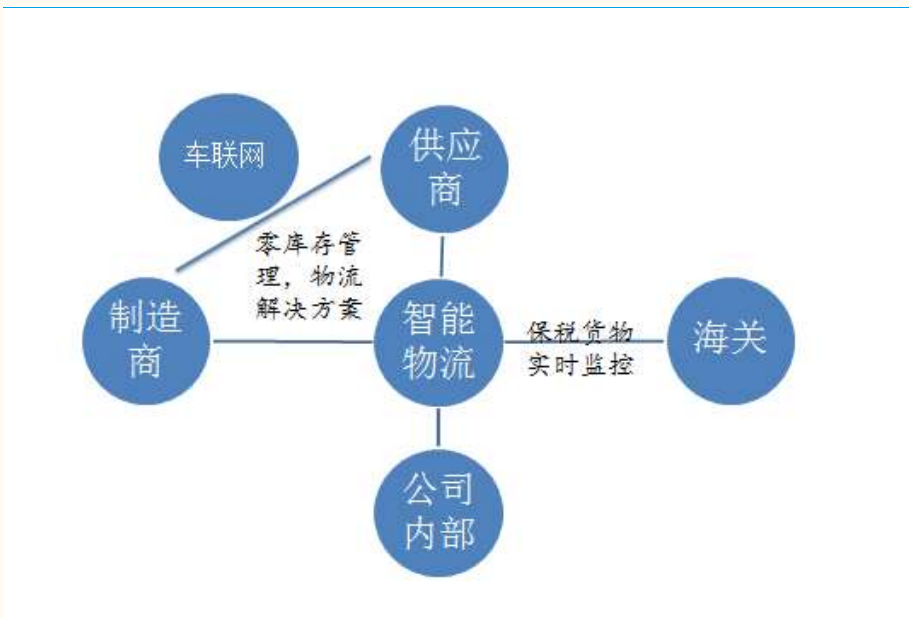 车联网
供应
商
零库存管
理，物流
解决方案
制造
商
智能
物流
保税货物
实时监控
海关
公司
内部